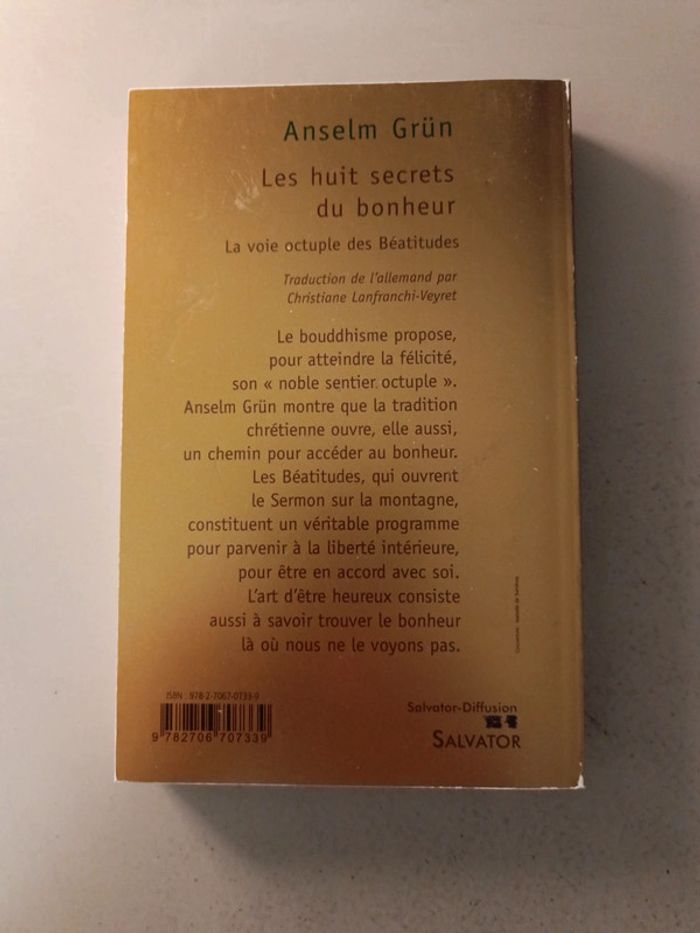 Anselm Grün
Les huit secrets
du bonheur
La voie octuple des Béatitudes
Traduction de l'allemand par
Christiane Lanfranchi-Veyret
Le bouddhisme propose,
pour atteindre la félicité,
son « noble sentier octuple ».
Anselm Grün montre que la tradition
chrétienne ouvre, elle aussi,
un chemin pour accéder au bonheur.
Les Béatitudes, qui ouvrent
le Sermon sur la montagne,
constituent un véritable programme
pour parvenir à la liberté intérieure,
pour être en accord avec soi.
L'art d'être heureux consiste
aussi à savoir trouver le bonheur
là où nous ne le voyons pas.
ISBN : 978-2-7067-0733-9
9 782706 707339
Salvator-Diffusion
SALVATOR